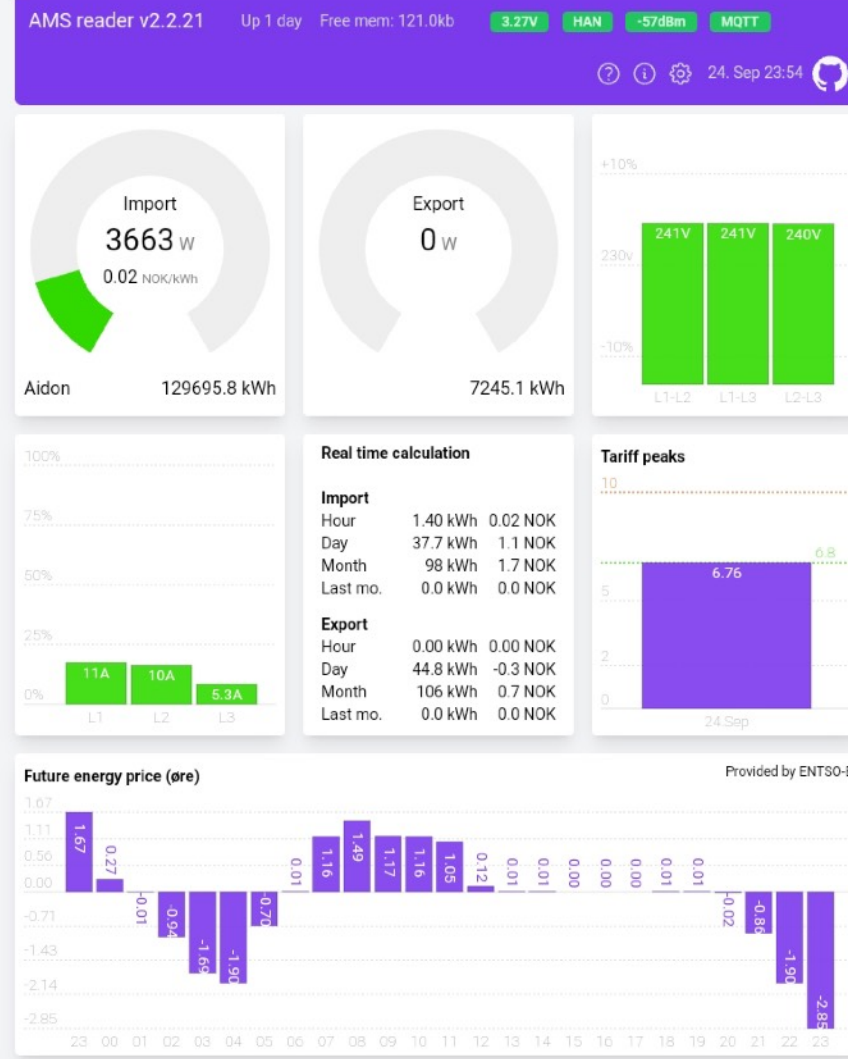 AMS reader v2.2.21 Up 1 day Free mem: 121.0kb 3.27V HAN -57dBm MQTT
24. Sep 23:54
Import
3663 W
0.02 NOK/kWh
Aidon 129695.8 kWh
Export
0 W
7245.1 kWh
+10%
230v
-10%
241V 241V 240V
L1-L2 L1-L3 L2-L3
100%
75%
50%
25%
0%
11A 10A 5.3A
L1 L2 L3
Real time calculation
Import
Hour 1.40 kWh 0.02 NOK
Day 37.7 kWh 1.1 NOK
Month 98 kWh 1.7 NOK
Last mo. 0.0 kWh 0.0 NOK
Export
Hour 0.00 kWh 0.00 NOK
Day 44.8 kWh -0.3 NOK
Month 106 kWh 0.7 NOK
Last mo. 0.0 kWh 0.0 NOK
Tariff peaks
10
6.8
6.76
5
2
0
24.Sep
Future energy price (øre) Provided by ENTSO-E
1.67
1.11
0.56
0.00
-0.71
-1.43
-2.14
-2.85
1.67 0.27 -0.01 -0.94 -1.69 -1.90 -0.70 0.01 1.16 1.49 1.17 1.16 1.05 0.12 0.01 0.01 0.00 0.00 0.00 0.01 0.01 -0.02 -0.86 -1.90 -2.85
23 00 01 02 03 04 05 06 07 08 09 10 11 12 13 14 15 16 17 18 19 20 21 22 23